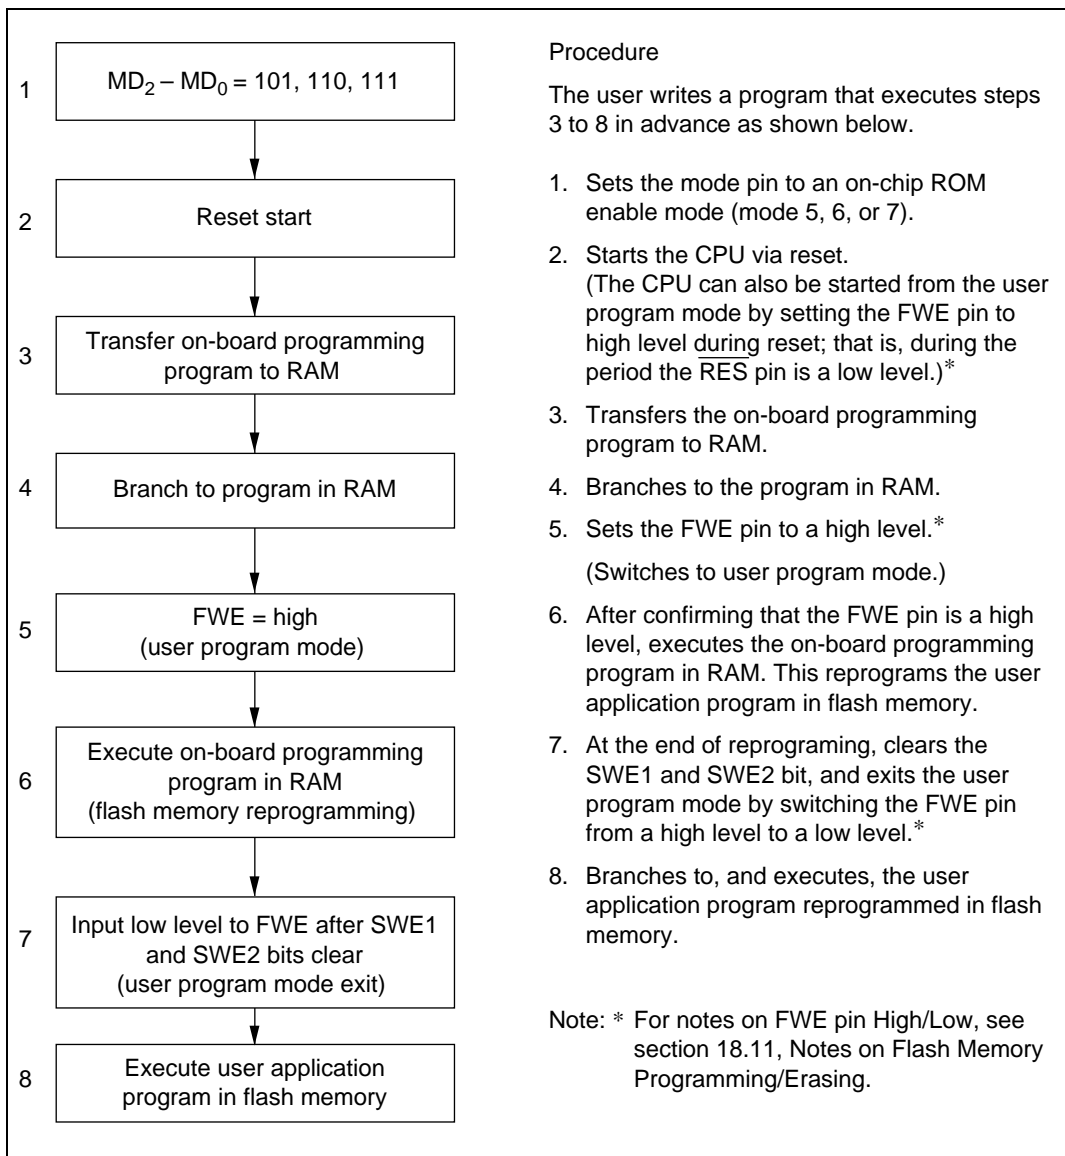 1
MD2 – MD0 = 101, 110, 111
2
Reset start
3
Transfer on-board programming
program to RAM
4
Branch to program in RAM
5
FWE = high
(user program mode)
6
Execute on-board programming
program in RAM
(flash memory reprogramming)
7
Input low level to FWE after SWE1
and SWE2 bits clear
(user program mode exit)
8
Execute user application
program in flash memory
Procedure
The user writes a program that executes steps
3 to 8 in advance as shown below.
1. Sets the mode pin to an on-chip ROM
enable mode (mode 5, 6, or 7).
2. Starts the CPU via reset.
(The CPU can also be started from the user
program mode by setting the FWE pin to
high level during reset; that is, during the
period the RES pin is a low level.)*
3. Transfers the on-board programming
program to RAM.
4. Branches to the program in RAM.
5. Sets the FWE pin to a high level.*
(Switches to user program mode.)
6. After confirming that the FWE pin is a high
level, executes the on-board programming
program in RAM. This reprograms the user
application program in flash memory.
7. At the end of reprograming, clears the
SWE1 and SWE2 bit, and exits the user
program mode by switching the FWE pin
from a high level to a low level.*
8. Branches to, and executes, the user
application program reprogrammed in flash
memory.
Note: * For notes on FWE pin High/Low, see
section 18.11, Notes on Flash Memory
Programming/Erasing.